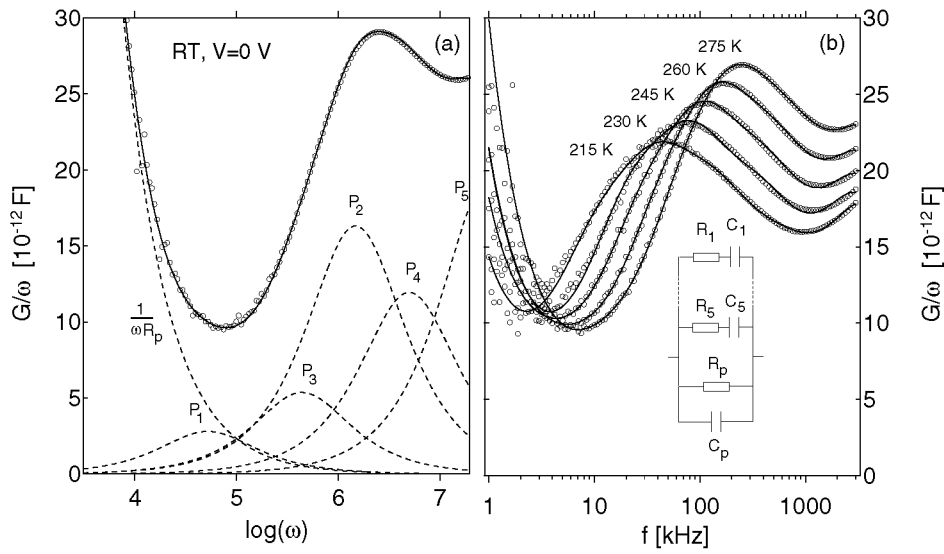 30
25
20
15
10
5
0
G/ω [10⁻¹² F]
RT, V=0 V
(a)
P₁
P₂
P₃
P₄
P₅
1/ωRₚ
4
5
6
7
log(ω)
(b)
275 K
260 K
245 K
230 K
215 K
R₁ C₁
R₅ C₅
Rₚ
Cₚ
1
10
100
1000
f [kHz]
30
25
20
15
10
5
0
G/ω [10⁻¹² F]